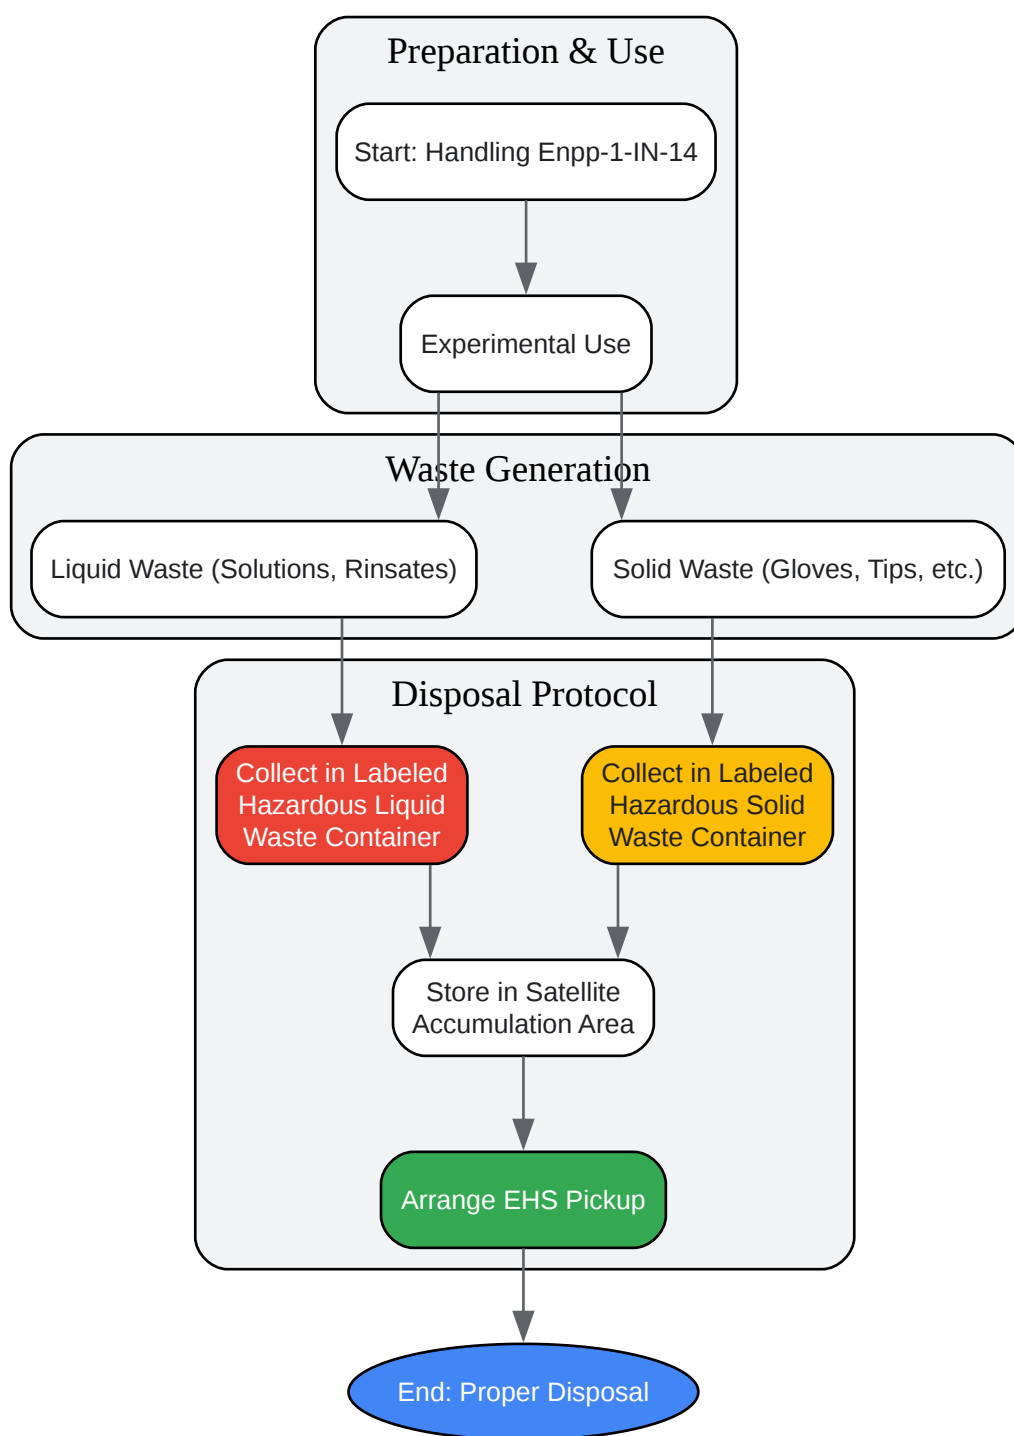 Preparation & Use
Start: Handling Enpp-1-IN-14
Experimental Use
Waste Generation
Liquid Waste (Solutions, Rinsates)
Solid Waste (Gloves, Tips, etc.)
Disposal Protocol
Collect in Labeled
Hazardous Liquid
Waste Container
Collect in Labeled
Hazardous Solid
Waste Container
Store in Satellite
Accumulation Area
Arrange EHS Pickup
End: Proper Disposal